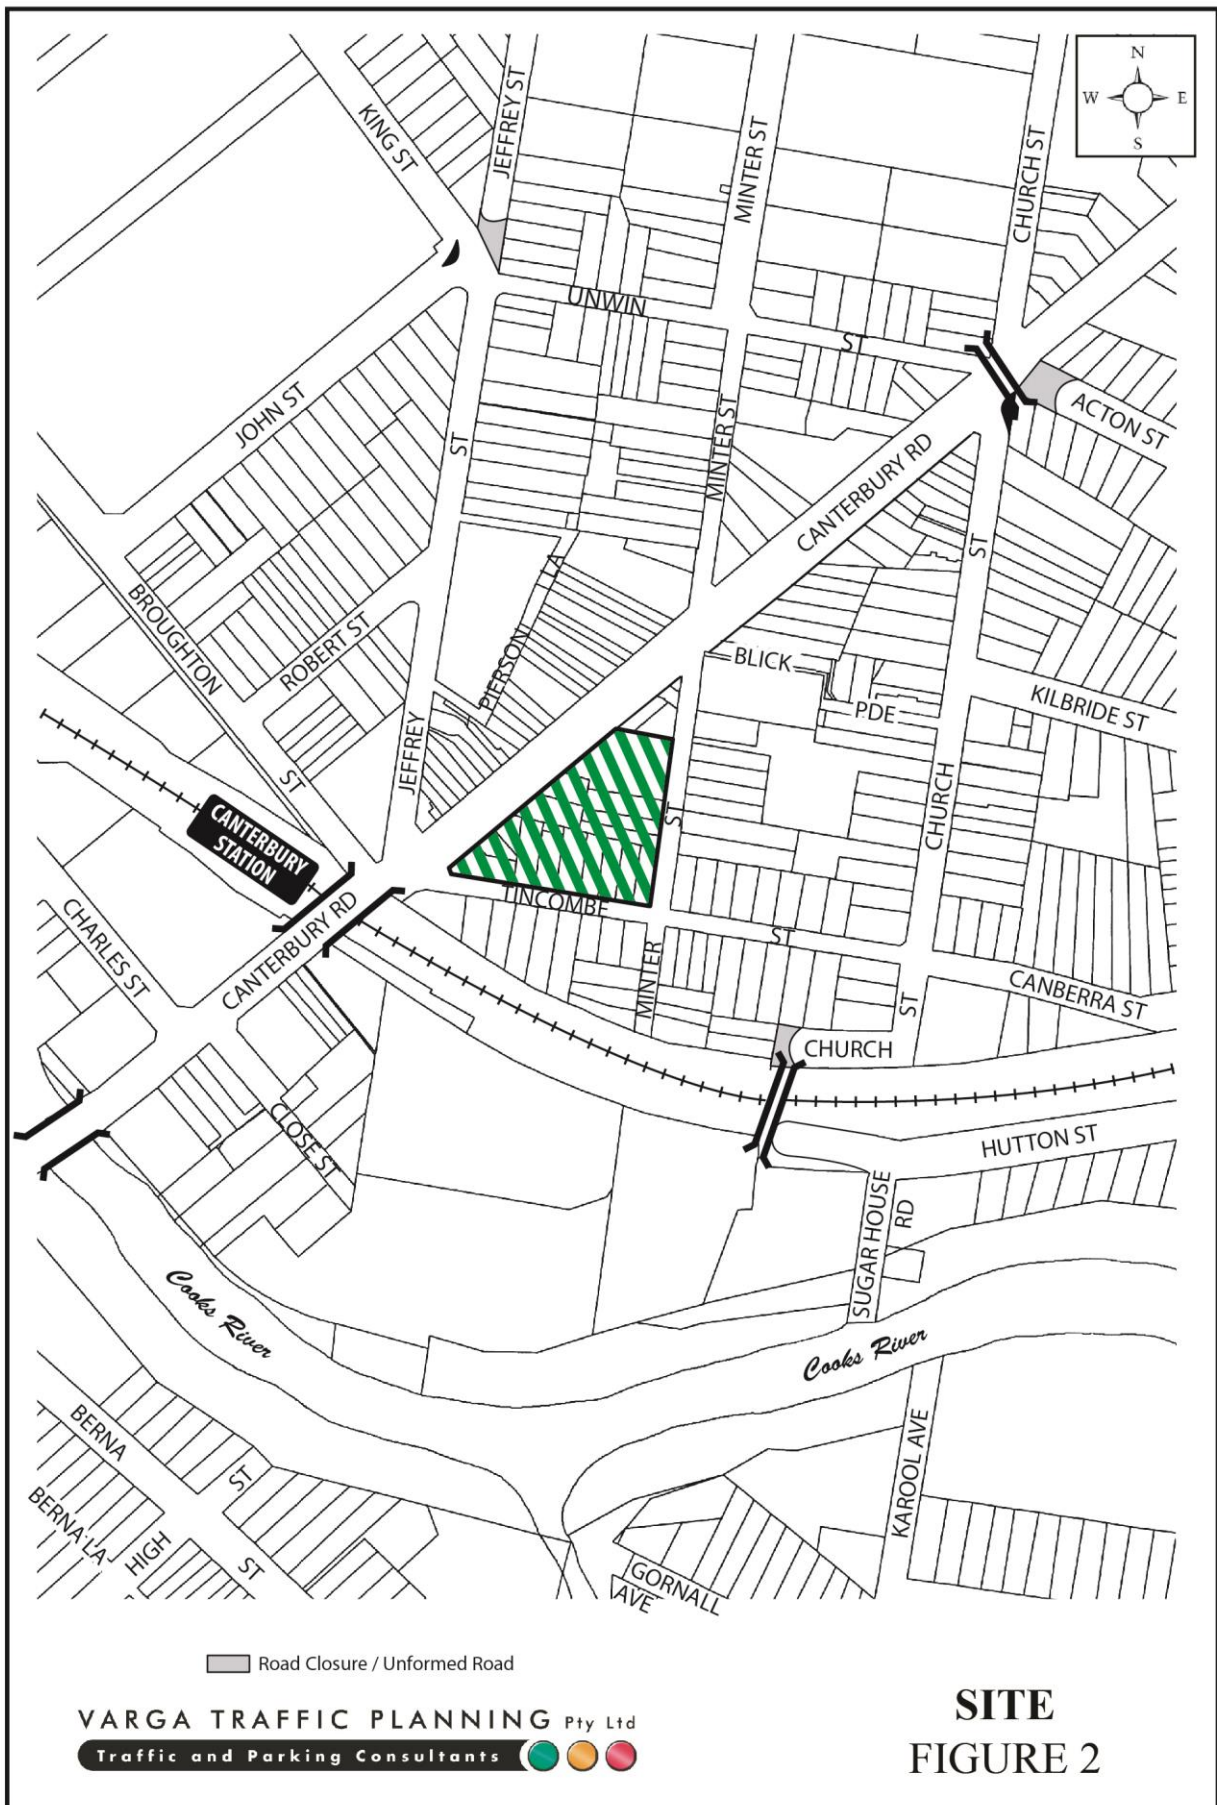 N
W E
S
KING ST
JEFFREY ST
MINTER ST
CHURCH ST
UNWIN
ST
JOHN ST
ST
MINTER ST
CANTERBURY RD
ACTON ST
ST
BROUGHTON
ROBERT ST
PIERSON LA
BLICK
PDE
KILBRIDE ST
JEFFREY
ST
ST
CHURCH
CANTERBURY
STATION
TINCOMBE
ST
CANTERBURY RD
CHARLES ST
MINTER
ST
CANBERRA ST
CHURCH
CLOSE ST
HUTTON ST
SUGAR HOUSE
RD
Cooks River
Cooks River
BERNA
ST
KAROOL AVE
BERNA LA
HIGH
ST
GORNALL
AVE
Road Closure / Unformed Road
VARGA TRAFFIC PLANNING Pty Ltd
Traffic and Parking Consultants
SITE
FIGURE 2